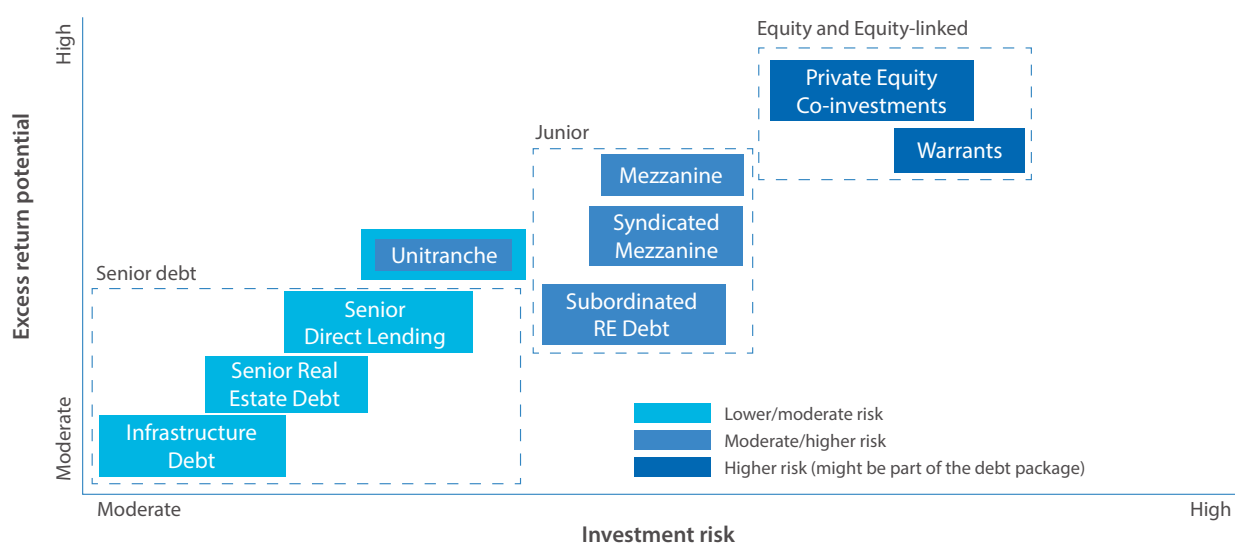 High
Excess return potential
Moderate
Equity and Equity-linked
Private Equity
Co-investments
Warrants
Junior
Mezzanine
Syndicated
Mezzanine
Subordinated
RE Debt
Unitranche
Senior debt
Senior
Direct Lending
Senior Real
Estate Debt
Infrastructure
Debt
Lower/moderate risk
Moderate/higher risk
Higher risk (might be part of the debt package)
Moderate
High
Investment risk